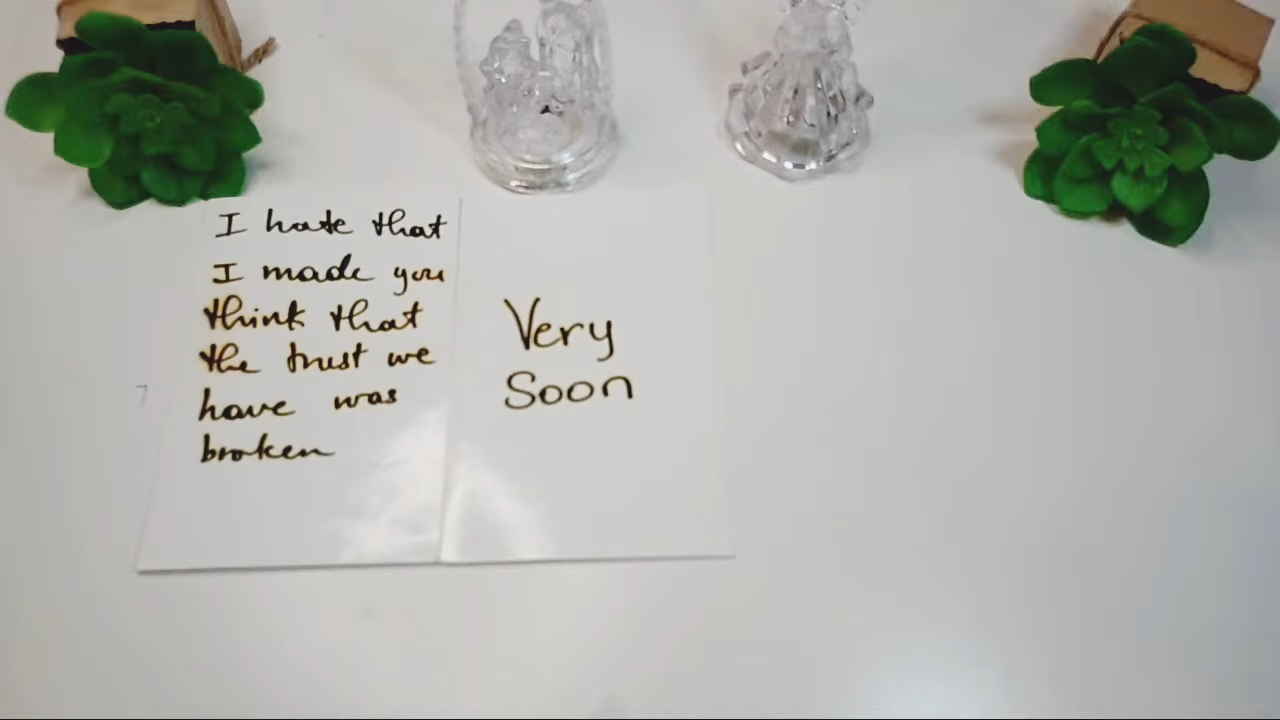 I hate that
I made you
think that
the trust we
have was
broken
Very
Soon